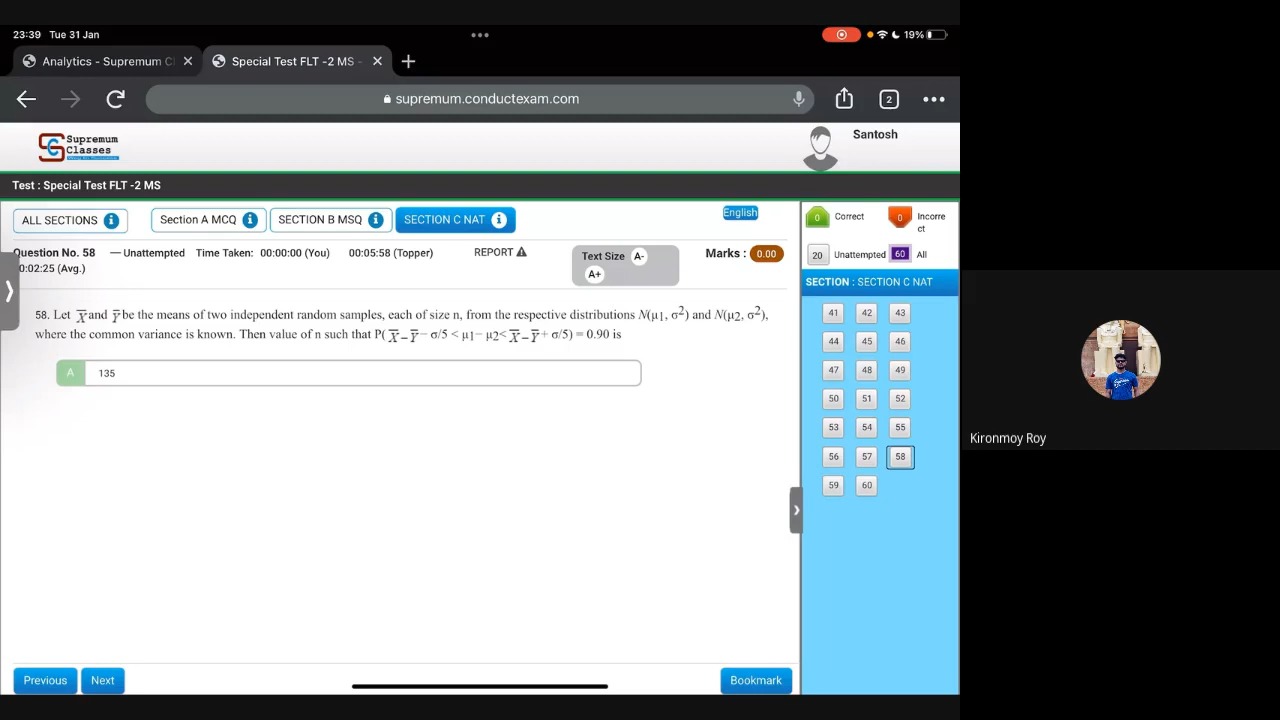 23:39 Tue 31 Jan
19%
Analytics - Supremum C
Special Test FLT -2 MS -
supremum.conductexam.com
2
Supremum
Classes
Santosh
Test : Special Test FLT -2 MS
ALL SECTIONS
Section A MCQ
SECTION B MSQ
SECTION C NAT
English
0 Correct
0 Incorre
ct
Question No. 58 — Unattempted Time Taken: 00:00:00 (You) 00:05:58 (Topper) REPORT
00:02:25 (Avg.)
Text Size A-
A+
Marks : 0.00
20 Unattempted 60 All
SECTION : SECTION C NAT
58. Let X̅ and Y̅ be the means of two independent random samples, each of size n, from the respective distributions N(μ1, σ²) and N(μ2, σ²),
where the common variance is known. Then value of n such that P( X̅–Y̅– σ/5 < μ1– μ2< X̅–Y̅+ σ/5) = 0.90 is
A 135
41 42 43
44 45 46
47 48 49
50 51 52
53 54 55
56 57 58
59 60
Previous Next Bookmark
Kironmoy Roy